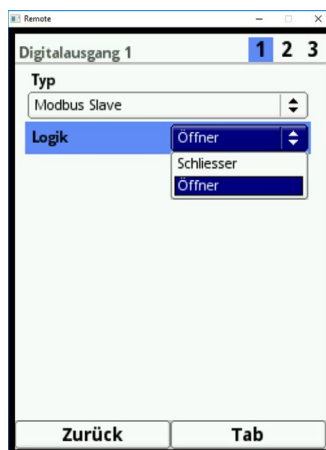 Remote
Digitalausgang 1
1 2 3
Typ
Modbus Slave
Logik
Öffner
Schliesser
Öffner
Zurück
Tab